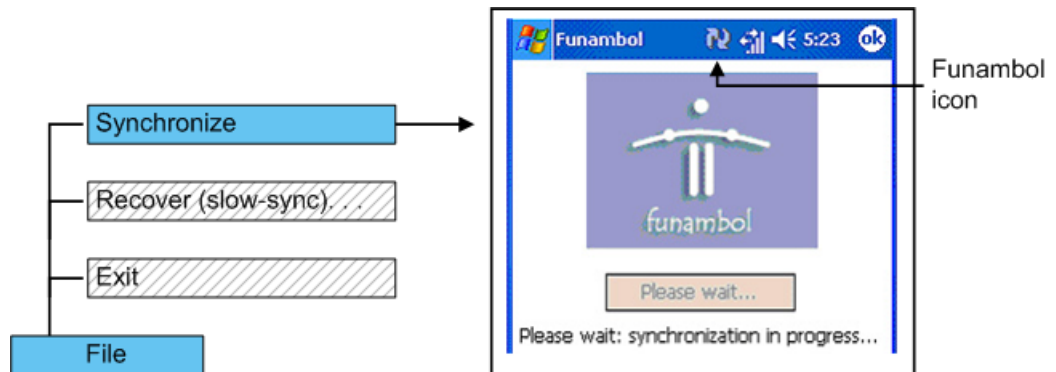 Funambol 5:23 ok
Funambol
icon
Synchronize
Recover (slow-sync). . .
Exit
File
funambol
Please wait...
Please wait: synchronization in progress...